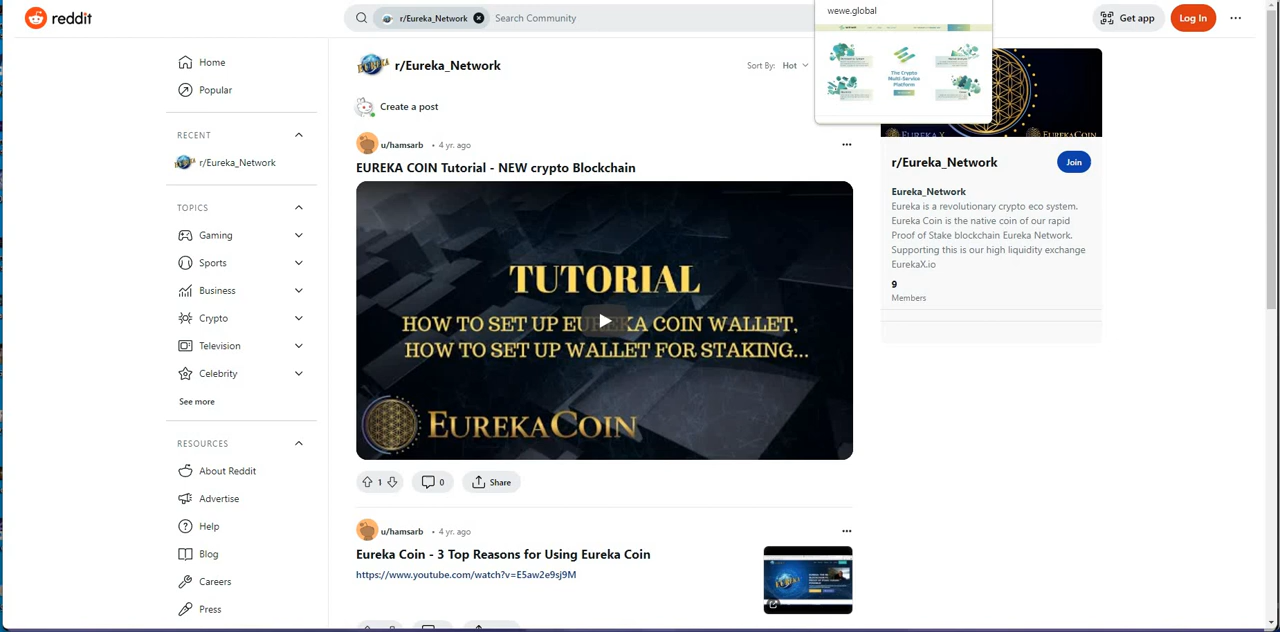 reddit
r/Eureka_Network
Search Community
wewe.global
The Crypto
Multi-Service
Platform
Get app
Log In
Home
Popular
RECENT
r/Eureka_Network
TOPICS
Gaming
Sports
Business
Crypto
Television
Celebrity
See more
RESOURCES
About Reddit
Advertise
Help
Blog
Careers
Press
r/Eureka_Network
Sort By: Hot
Create a post
u/hamsarb • 4 yr. ago
EUREKA COIN Tutorial - NEW crypto Blockchain
TUTORIAL
HOW TO SET UP EUREKA COIN WALLET,
HOW TO SET UP WALLET FOR STAKING...
EUREKACOIN
1
0
Share
u/hamsarb • 4 yr. ago
Eureka Coin - 3 Top Reasons for Using Eureka Coin
https://www.youtube.com/watch?v=E5aw2e9sj9M
EUREKA X
EUREKACOIN
r/Eureka_Network
Join
Eureka_Network
Eureka is a revolutionary crypto eco system.
Eureka Coin is the native coin of our rapid
Proof of Stake blockchain Eureka Network.
Supporting this is our high liquidity exchange
EurekaX.io
9
Members